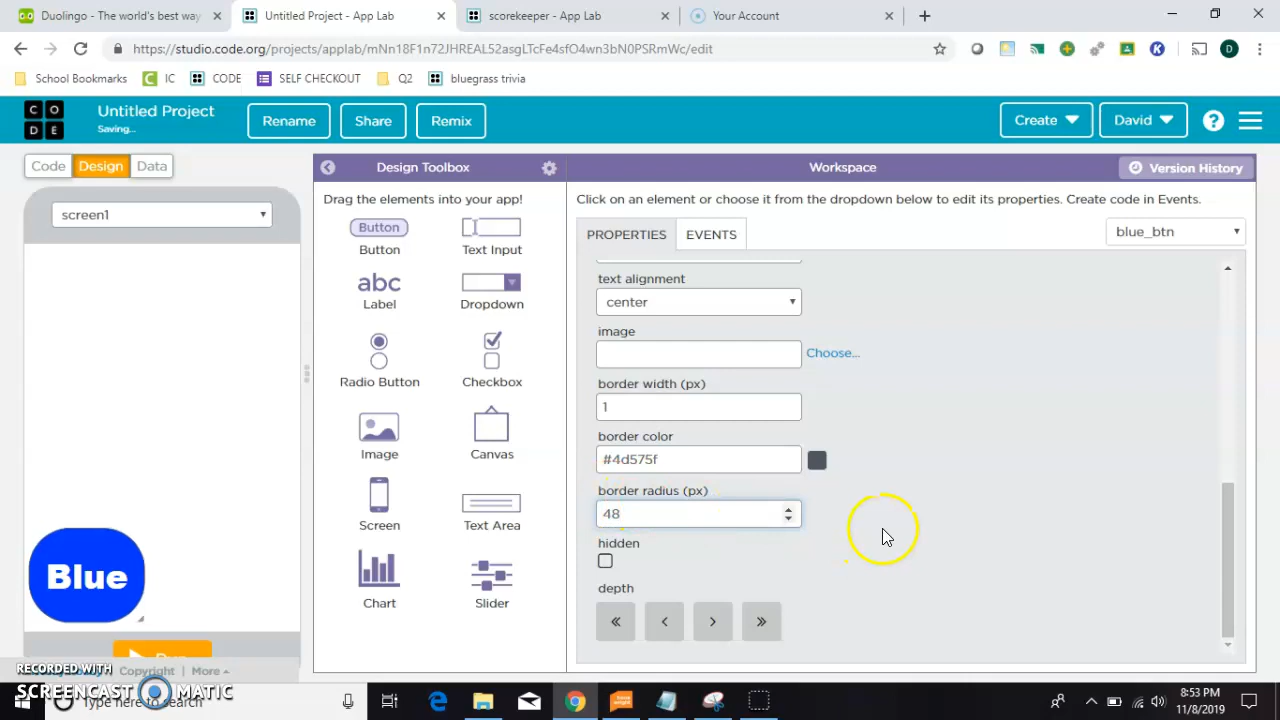 Duolingo - The world's best way
Untitled Project - App Lab
scorekeeper - App Lab
Your Account
https://studio.code.org/projects/applab/mNn18F1n72JHREAL52asgLTcFe4sfO4wn3bN0PSRmWc/edit
K
D
School Bookmarks
C
IC
CODE
SELF CHECKOUT
Q2
bluegrass trivia
C O
D E
Untitled Project
Saving...
Rename
Share
Remix
Create
David
?
Code
Design
Data
Design Toolbox
Workspace
Version History
screen1
Drag the elements into your app!
Click on an element or choose it from the dropdown below to edit its properties. Create code in Events.
Button
Button
Text Input
abc
Label
Dropdown
Radio Button
Checkbox
Image
Canvas
Screen
Text Area
Chart
Slider
PROPERTIES
EVENTS
blue_btn
text alignment
center
image
Choose...
border width (px)
1
border color
#4d575f
border radius (px)
48
hidden
depth
«
<
>
»
Blue
Copyright
More
RECORDED WITH
SCREENCAST MATIC
Type here to search
8:53 PM
11/8/2019